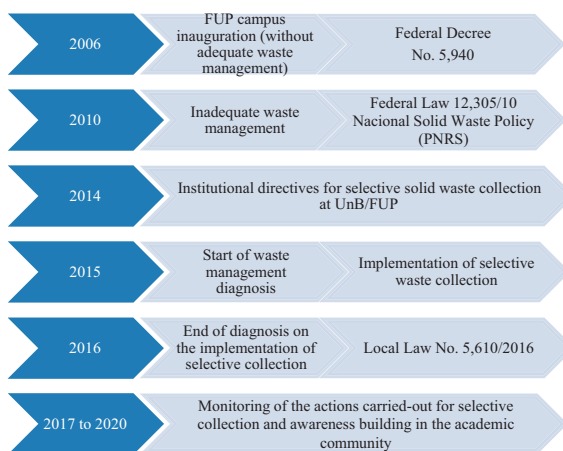 2006
FUP campus
inauguration (without
adequate waste
management)
Federal Decree
No. 5,940
2010
Inadequate waste
management
Federal Law 12,305/10
Nacional Solid Waste Policy
(PNRS)
2014
Institutional directives for selective solid waste collection
at UnB/FUP
2015
Start of waste
management
diagnosis
Implementation of selective
waste collection
2016
End of diagnosis on
the implementation of
selective collection
Local Law No. 5,610/2016
2017 to 2020
Monitoring of the actions carried-out for selective
collection and awareness building in the academic
community